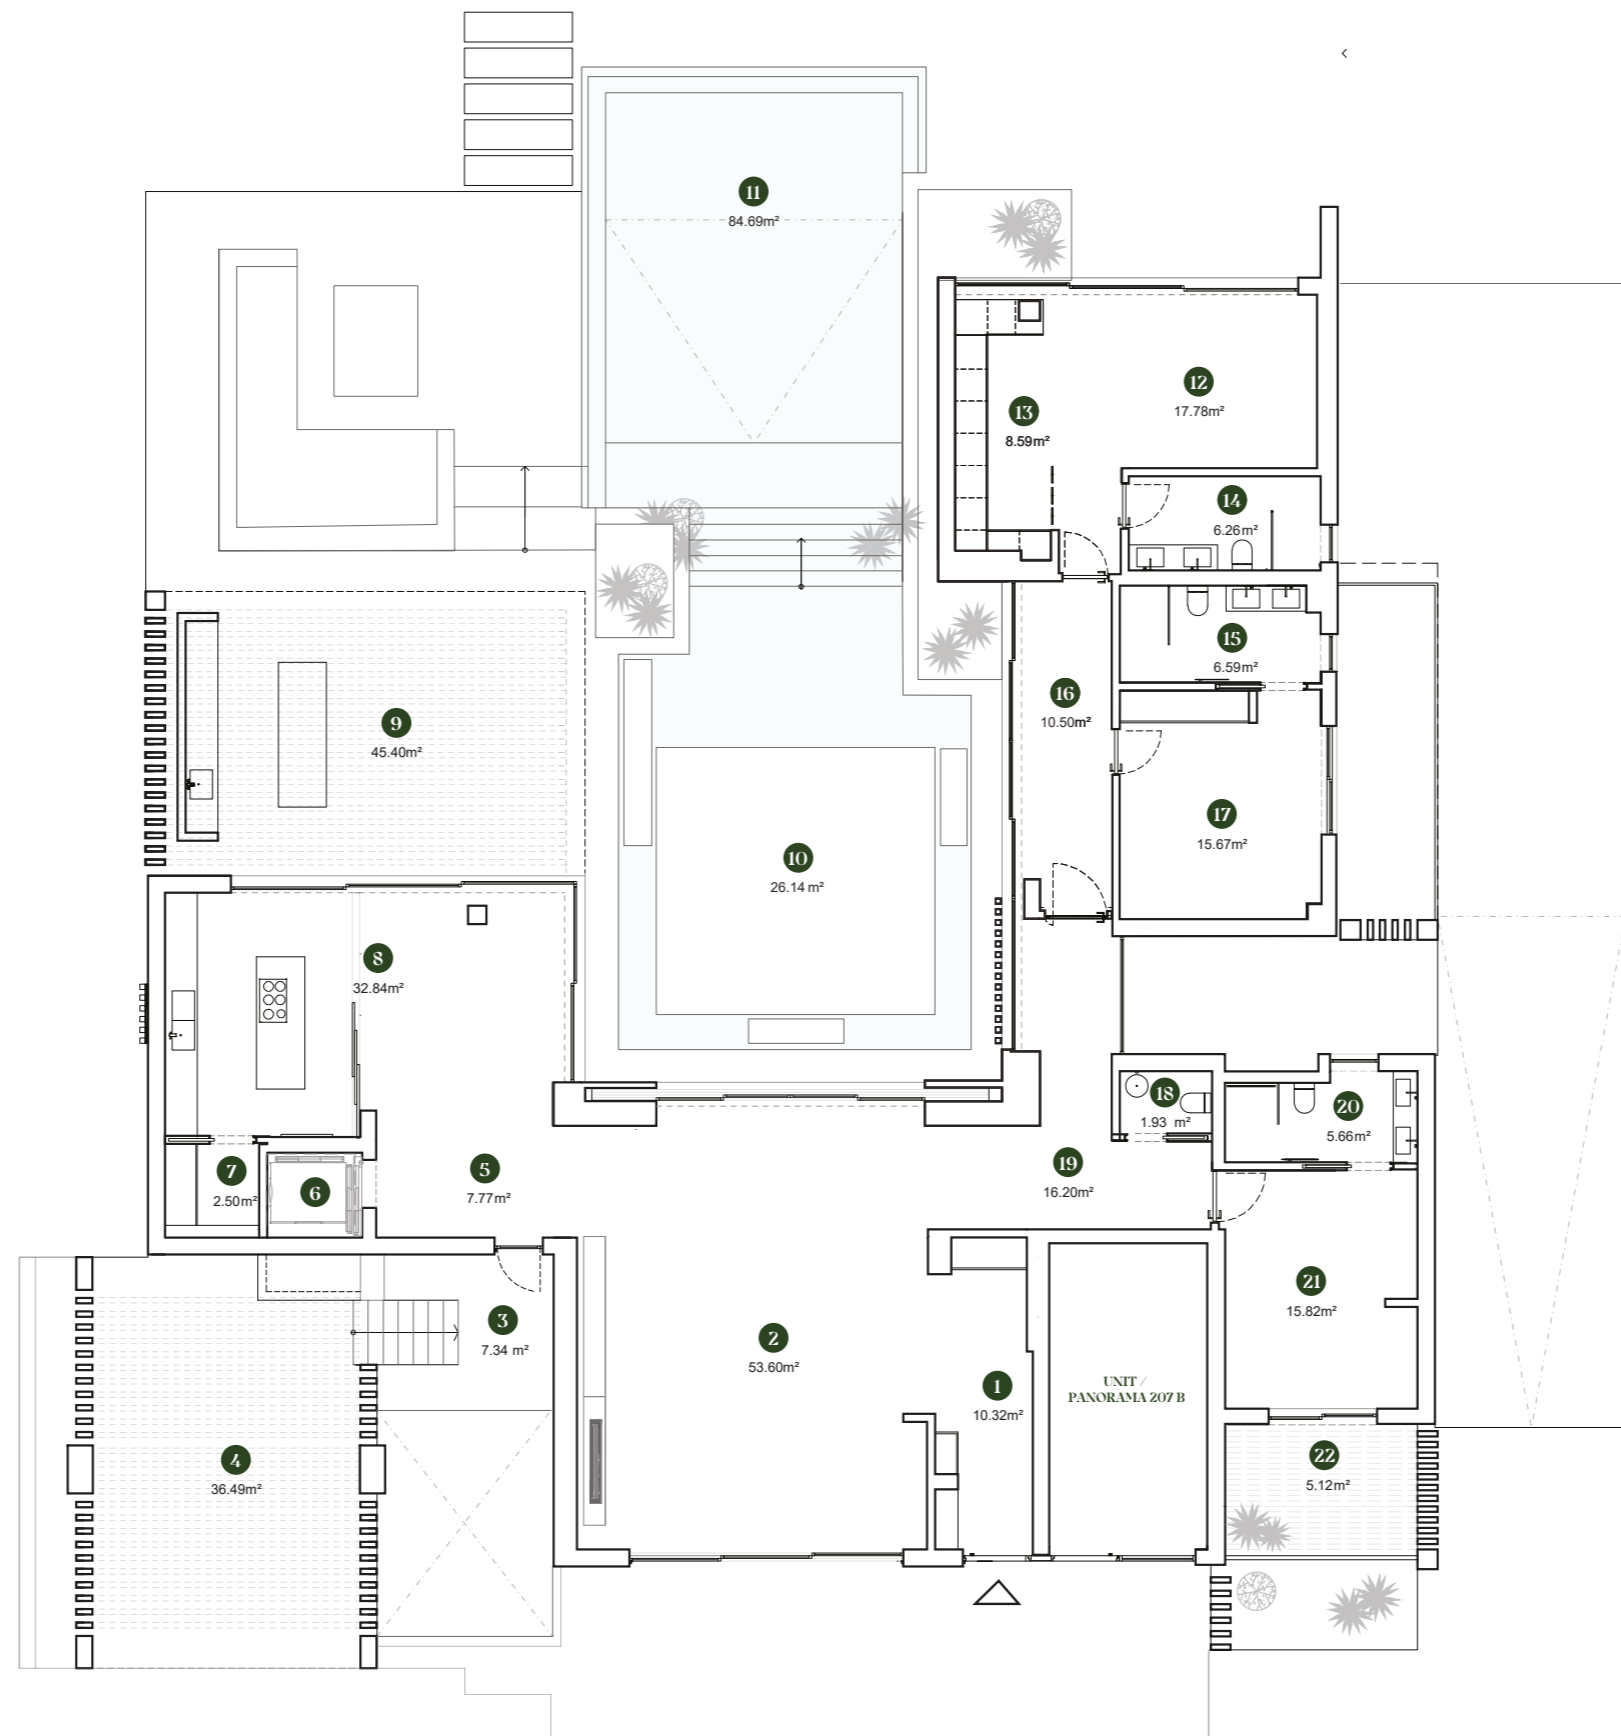 <
11
84.69m²
12
17.78m²
13
8.59m²
14
6.26m²
15
6.59m²
16
10.50m²
9
45.40m²
17
15.67m²
10
26.14 m²
8
32.84m²
18
1.93 m²
20
5.66m²
7
2.50m²
6
5
7.77m²
19
16.20m²
21
15.82m²
3
7.34 m²
2
53.60m²
1
10.32m²
UNIT /
PANORAMA 207 B
4
36.49m²
22
5.12m²